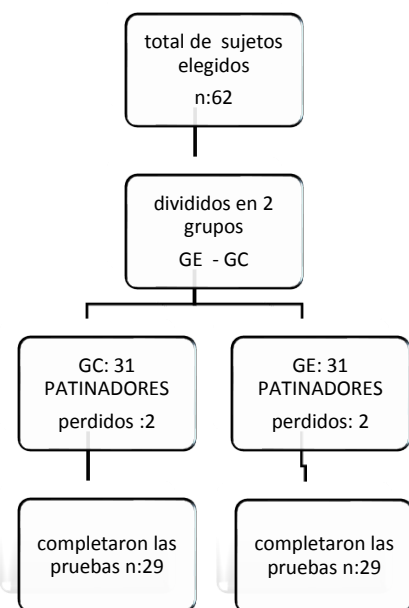 total de sujetos
elegidos
n:62
divididos en 2
grupos
GE - GC
GC: 31
PATINADORES
perdidos :2
GE: 31
PATINADORES
perdidos: 2
completaron las
pruebas n:29
completaron las
pruebas n:29